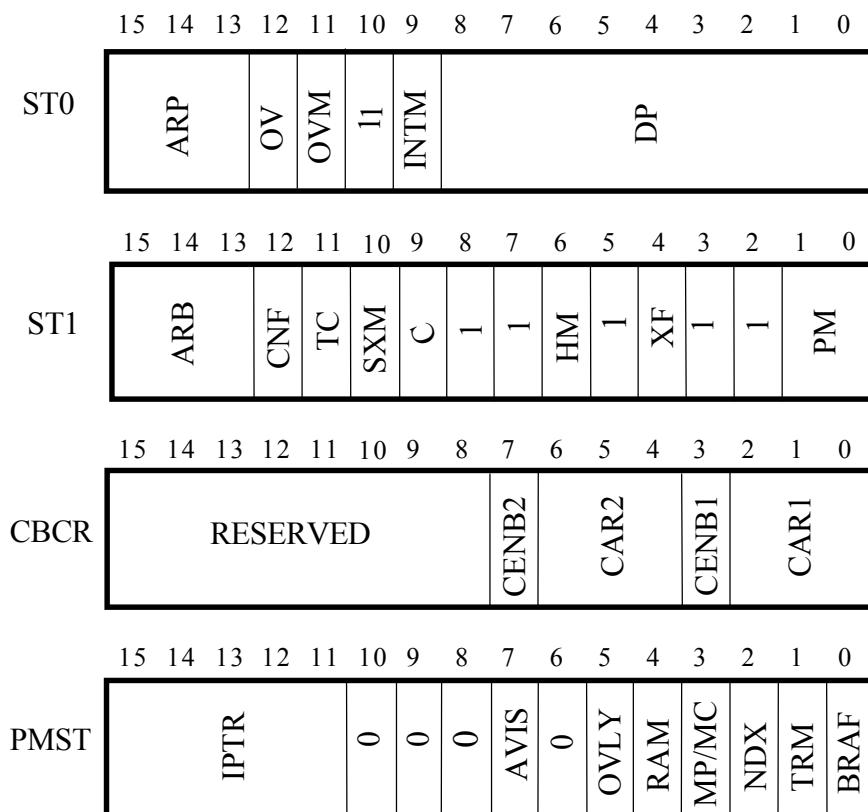 15 14 13 12 11 10 9 8 7 6 5 4 3 2 1 0
ST0 ARP OV OVM 11 INTM DP
15 14 13 12 11 10 9 8 7 6 5 4 3 2 1 0
ST1 ARB CNF TC SXM C 1 1 HM 1 XF 1 1 PM
15 14 13 12 11 10 9 8 7 6 5 4 3 2 1 0
CBCR RESERVED CENB2 CAR2 CENB1 CAR1
15 14 13 12 11 10 9 8 7 6 5 4 3 2 1 0
PMST IPTR 0 0 0 AVIS 0 OVLY RAM MP/MC NDX TRM BRAF